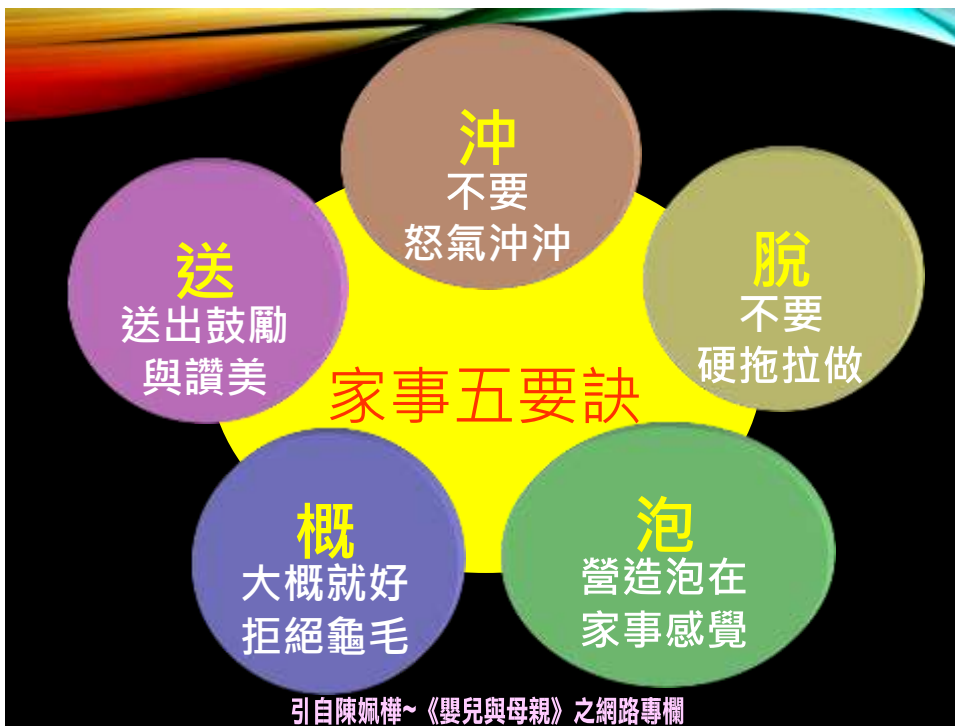 沖
不要
怒氣沖沖
脫
不要
硬拖拉做
泡
營造泡在
家事感覺
概
大概就好
拒絕龜毛
送
送出鼓勵
與讚美
家事五要訣
引自陳姵樺~《嬰兒與母親》之網路專欄